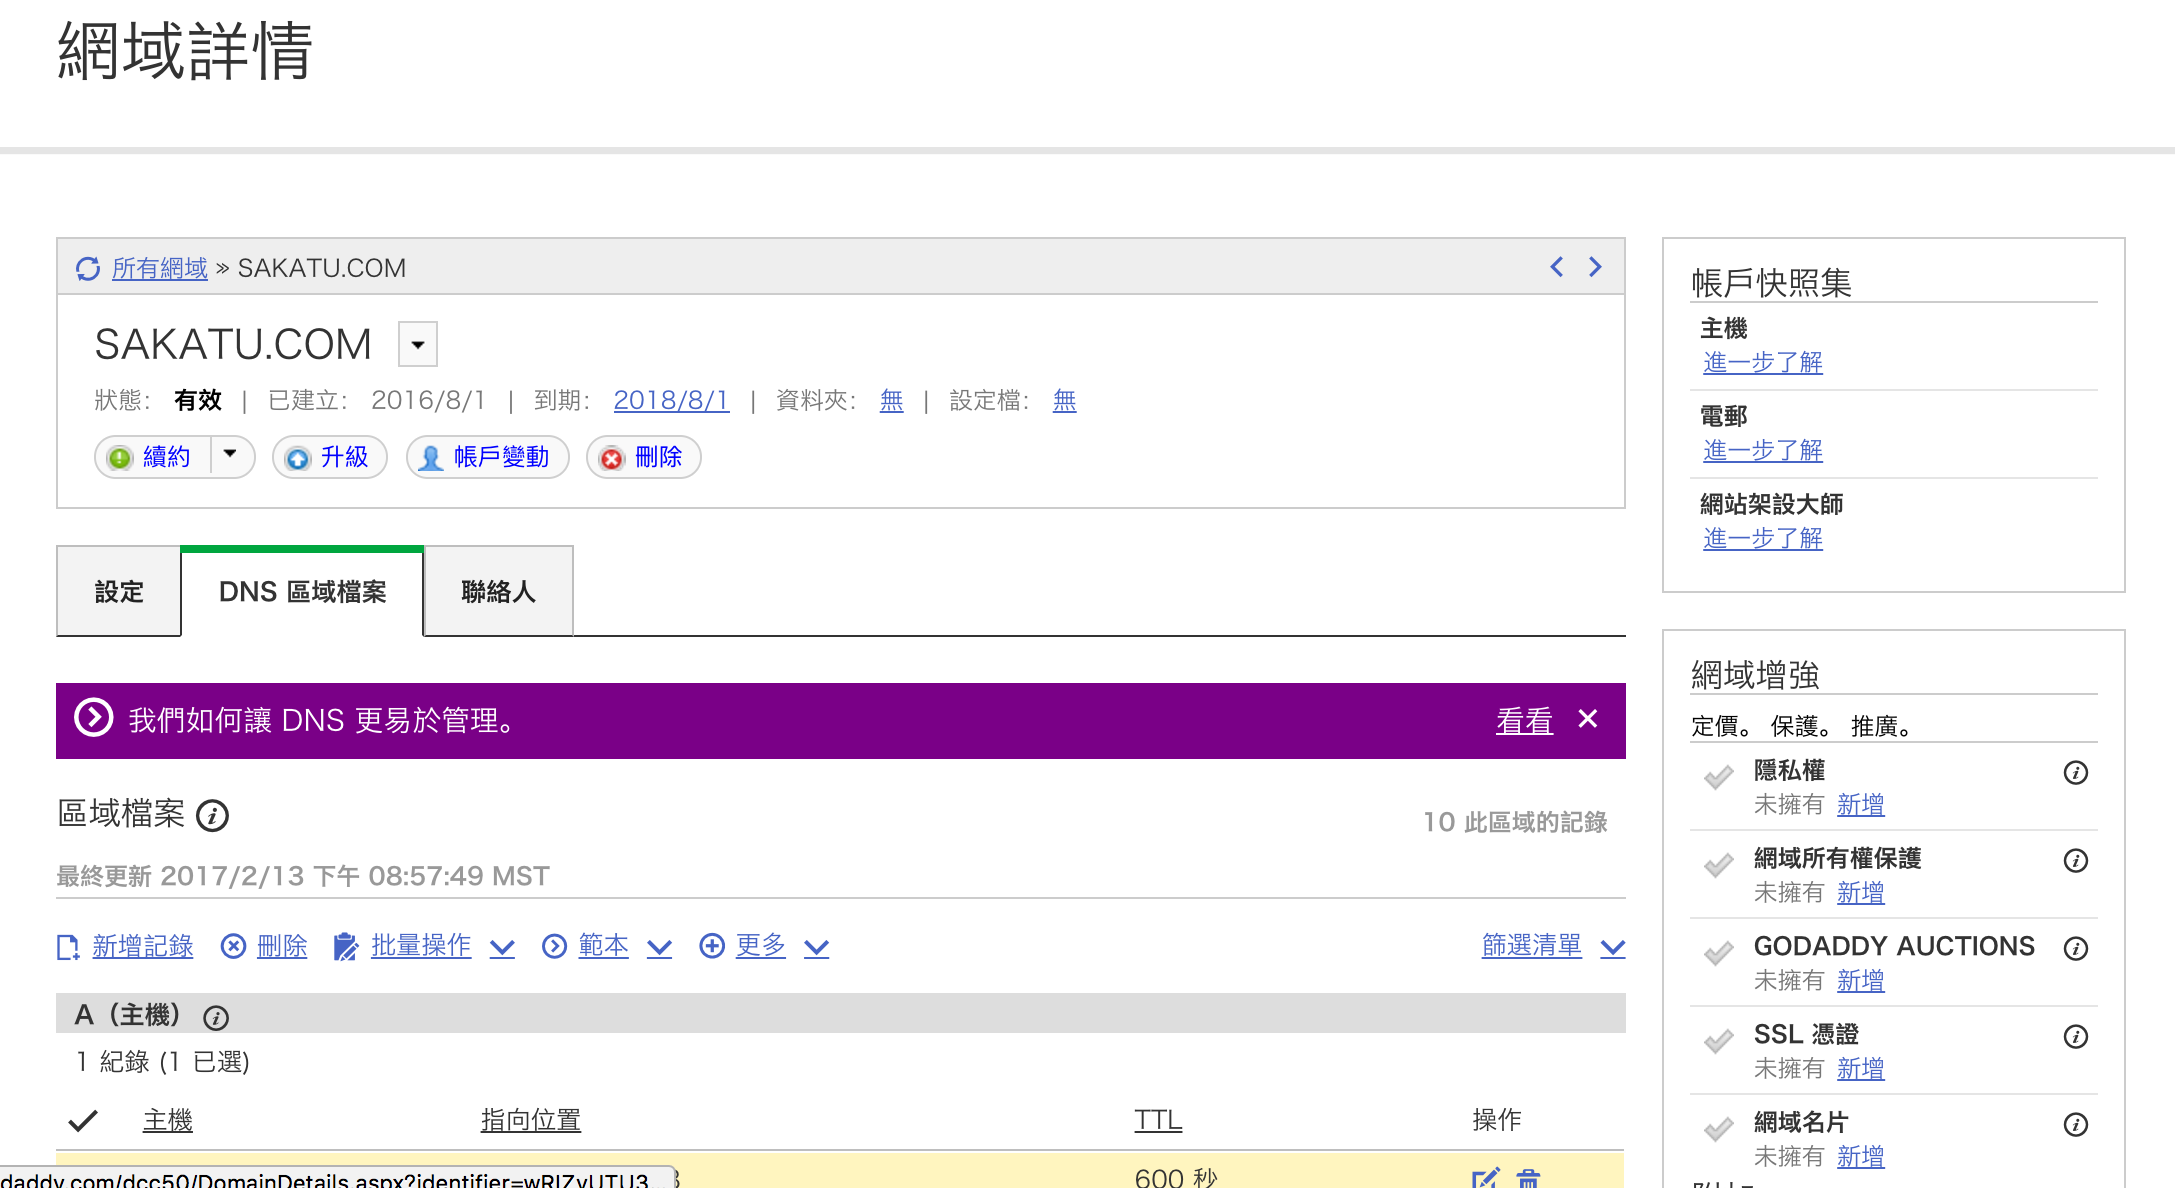 網域詳情
所有網域 » SAKATU.COM
SAKATU.COM
狀態： 有效 | 已建立： 2016/8/1 | 到期： 2018/8/1 | 資料夾： 無 | 設定檔： 無
續約 升級 帳戶變動 刪除
設定 DNS 區域檔案 聯絡人
我們如何讓 DNS 更易於管理。 看看 ×
區域檔案
10 此區域的記錄
最終更新 2017/2/13 下午 08:57:49 MST
新增記錄 刪除 批量操作 範本 更多 篩選清單
A（主機）
1 紀錄 (1 已選)
主機 指向位置 TTL 操作
600 秒
daddy.com/dcc50/DomainDetails.aspx?identifier=wRIZyUTU3...
帳戶快照集
主機
進一步了解
電郵
進一步了解
網站架設大師
進一步了解
網域增強
定價。 保護。 推廣。
隱私權
未擁有 新增
網域所有權保護
未擁有 新增
GODADDY AUCTIONS
未擁有 新增
SSL 憑證
未擁有 新增
網域名片
未擁有 新增